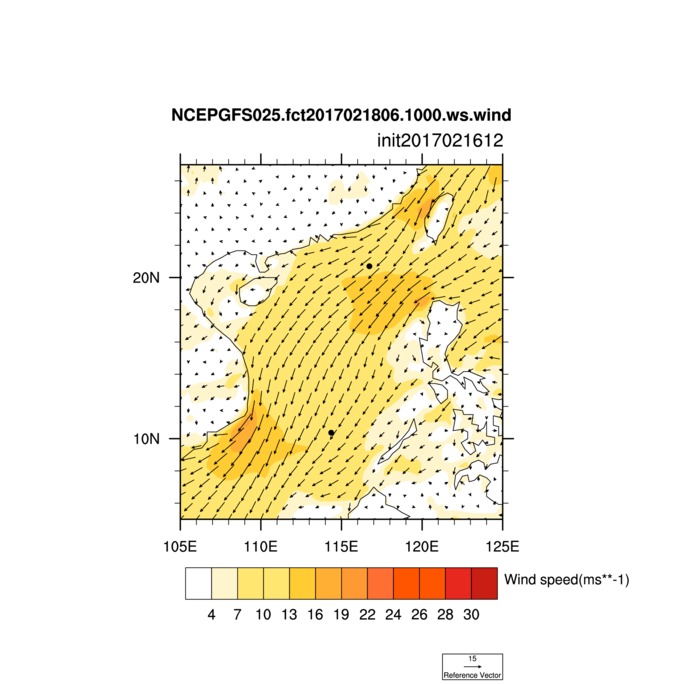 NCEPGFS025.fct2017021806.1000.ws.wind
init2017021612
20N
10N
105E 110E 115E 120E 125E
Wind speed(ms**-1)
4 7 10 13 16 19 22 24 26 28 30
15
Reference Vector